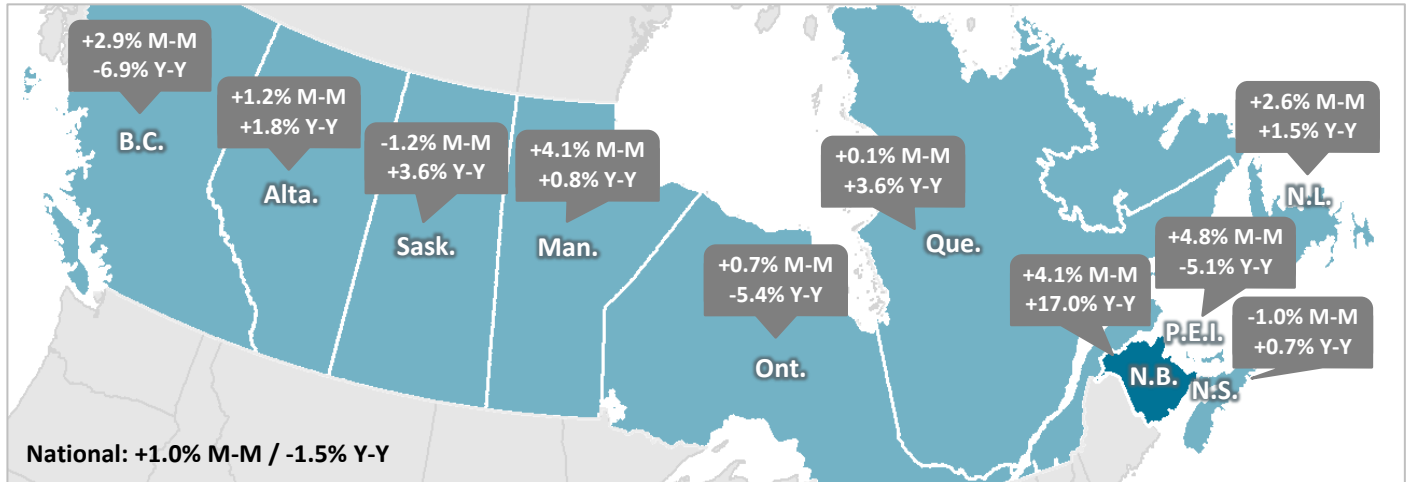 +2.9% M-M
-6.9% Y-Y
B.C.
+1.2% M-M
+1.8% Y-Y
Alta.
-1.2% M-M
+3.6% Y-Y
Sask.
+4.1% M-M
+0.8% Y-Y
Man.
+0.7% M-M
-5.4% Y-Y
Ont.
+0.1% M-M
+3.6% Y-Y
Que.
+2.6% M-M
+1.5% Y-Y
N.L.
+4.8% M-M
-5.1% Y-Y
P.E.I.
+4.1% M-M
+17.0% Y-Y
N.B.
-1.0% M-M
+0.7% Y-Y
N.S.
National: +1.0% M-M / -1.5% Y-Y